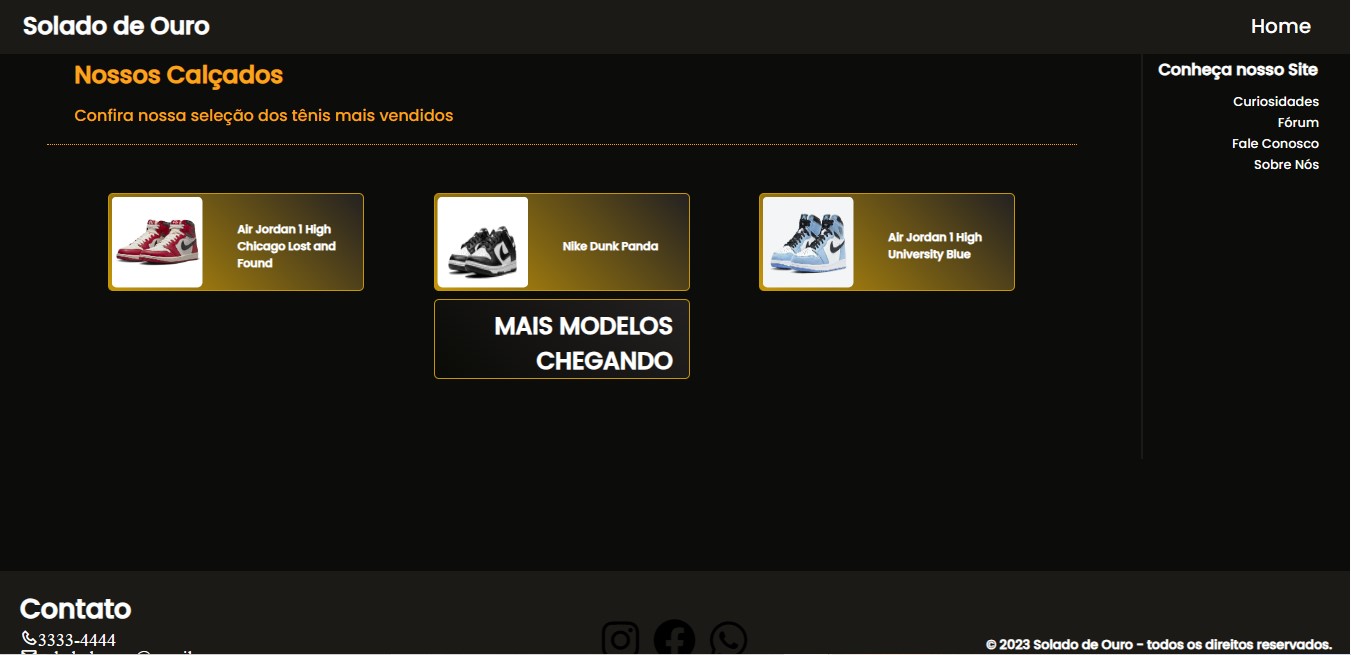 Solado de Ouro
Home
Nossos Calçados
Confira nossa seleção dos tênis mais vendidos
Conheça nosso Site
Curiosidades
Fórum
Fale Conosco
Sobre Nós
Air Jordan 1 High
Chicago Lost and
Found
Nike Dunk Panda
Air Jordan 1 High
University Blue
MAIS MODELOS
CHEGANDO
Contato
3333-4444
© 2023 Solado de Ouro - todos os direitos reservados.